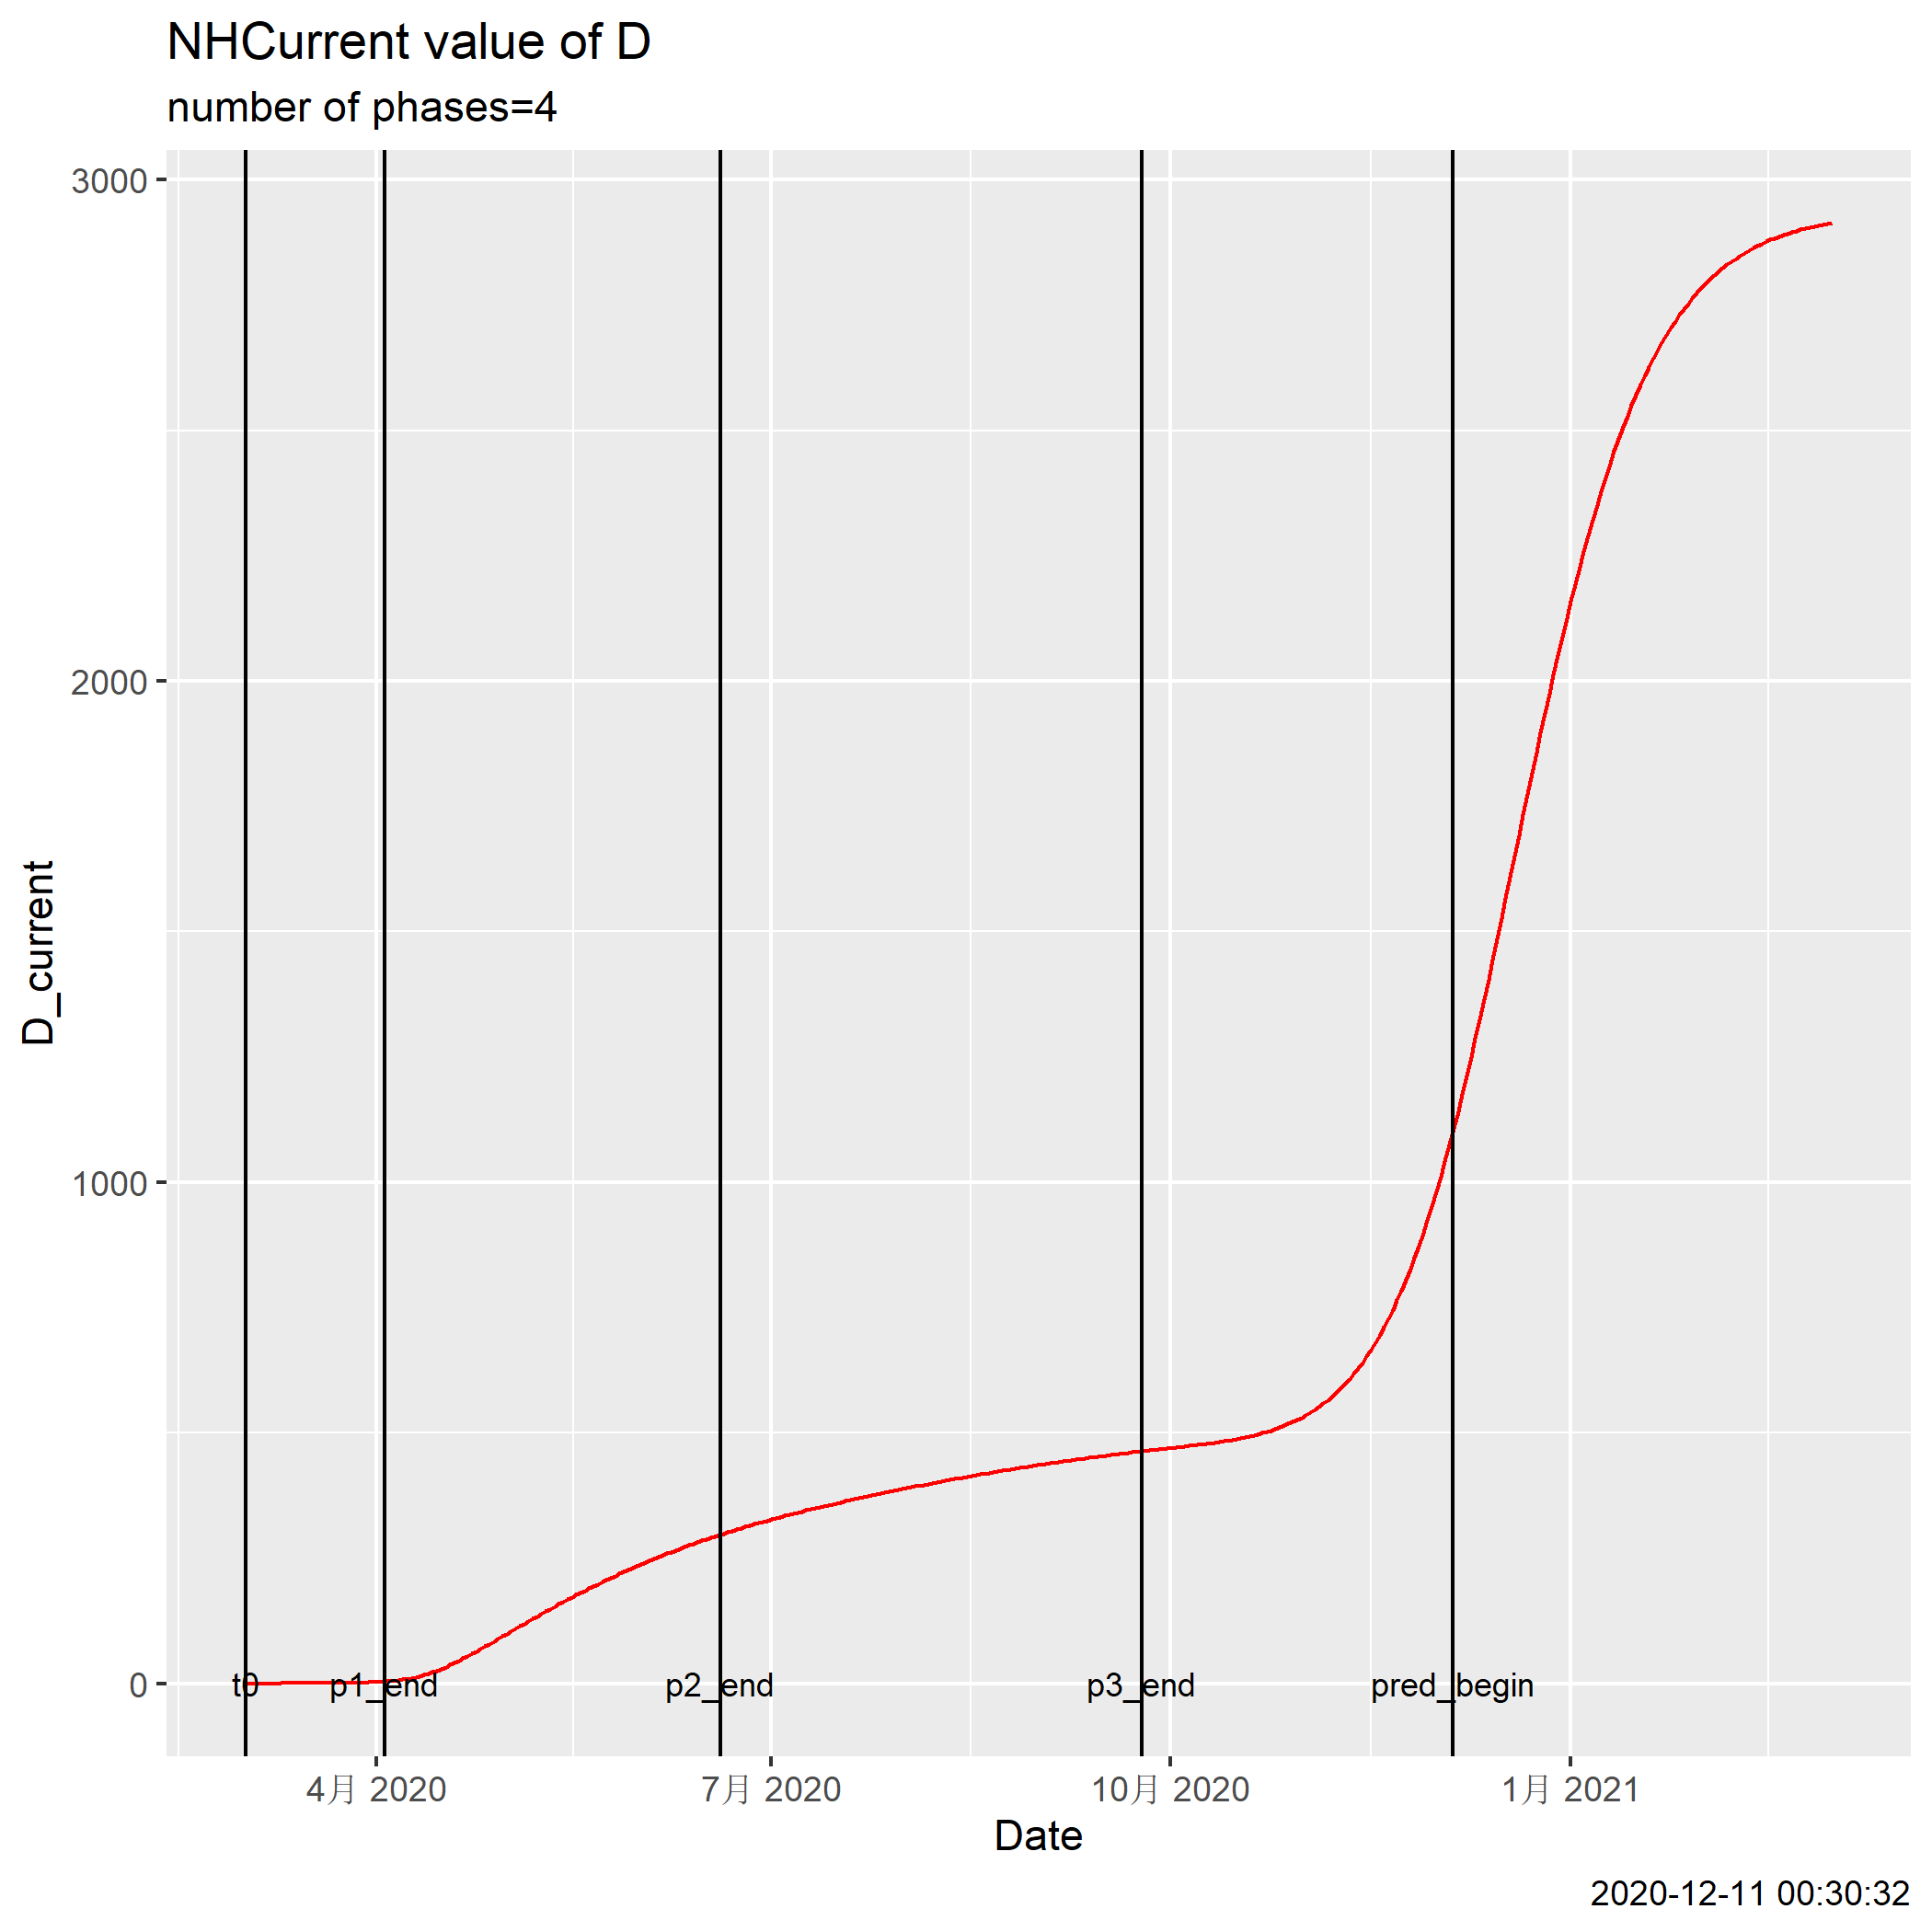 NHCurrent value of D
number of phases=4
3000
2000
1000
0
D_current
t0
p1_end
p2_end
p3_end
pred_begin
4月 2020
7月 2020
10月 2020
1月 2021
Date
2020-12-11 00:30:32